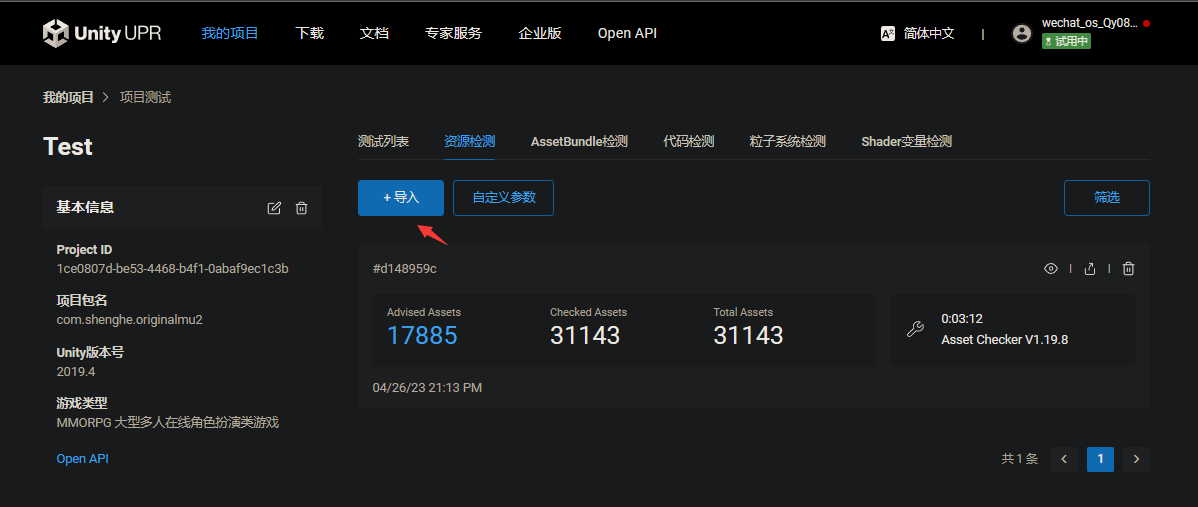 Unity UPR 我的项目 下载 文档 专家服务 企业版 Open API 简体中文 | wechat_os_Qy08...
试用中
我的项目 > 项目测试
Test
测试列表 资源检测 AssetBundle检测 代码检测 粒子系统检测 Shader变量检测
+ 导入 自定义参数 筛选
基本信息
Project ID
1ce0807d-be53-4468-b4f1-0abaf9ec1c3b
项目包名
com.shenghe.originalmu2
Unity版本号
2019.4
游戏类型
MMORPG 大型多人在线角色扮演类游戏
Open API
#d148959c
Advised Assets Checked Assets Total Assets
17885 31143 31143
0:03:12
Asset Checker V1.19.8
04/26/23 21:13 PM
共 1 条 < 1 >